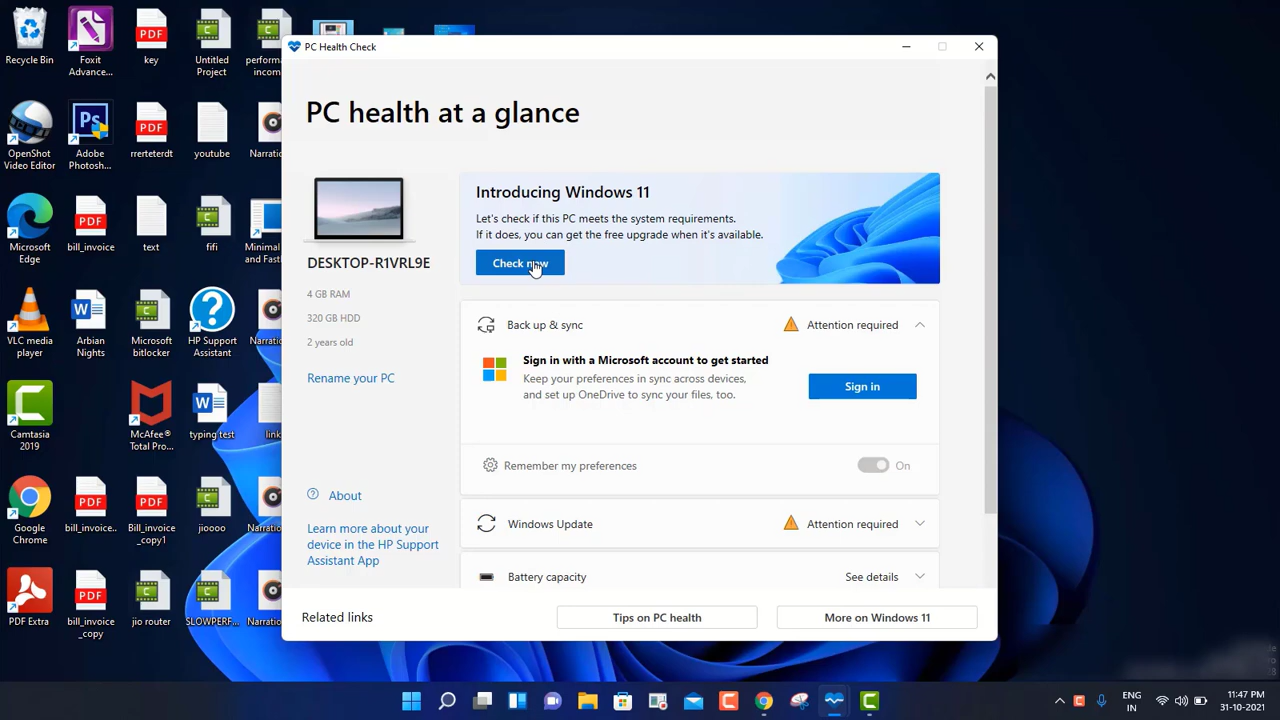 Recycle Bin
Foxit
Advance...
key
Untitled
Project
performa
incom
OpenShot
Video Editor
Adobe
Photosh...
rrerteterdt
youtube
Narratio
Microsoft
Edge
bill_invoice
text
fifi
Minimal
and Fast
VLC media
player
Arbian
Nights
Microsoft
bitlocker
HP Support
Assistant
Narratio
Camtasia
2019
McAfee®
Total Pro...
typing test
link
Google
Chrome
bill_invoice..
Bill_invoice
_copy1
jioooo
Narratio
PDF Extra
bill_invoice
_copy
jio router
SLOWPERF...
Narratio
PC Health Check
PC health at a glance
DESKTOP-R1VRL9E
4 GB RAM
320 GB HDD
2 years old
Rename your PC
About
Learn more about your
device in the HP Support
Assistant App
Introducing Windows 11
Let's check if this PC meets the system requirements.
If it does, you can get the free upgrade when it's available.
Check now
Back up & sync
Attention required
Sign in with a Microsoft account to get started
Keep your preferences in sync across devices,
and set up OneDrive to sync your files, too.
Sign in
Remember my preferences
On
Windows Update
Attention required
Battery capacity
See details
Related links
Tips on PC health
More on Windows 11
ENG
IN
11:47 PM
31-10-2021